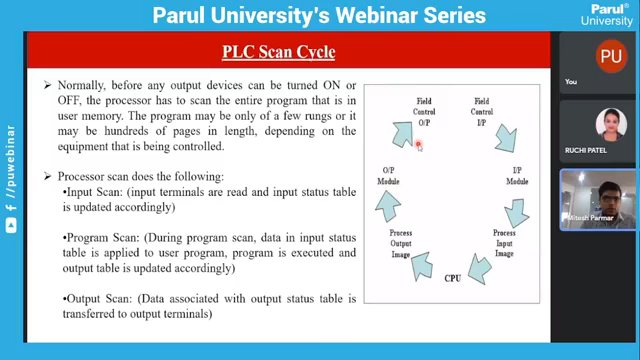 Parul University's Webinar Series
Parul®
University
PLC Scan Cycle
➢ Normally, before any output devices can be turned ON or
OFF, the processor has to scan the entire program that is in
user memory. The program may be only of a few rungs or it
may be hundreds of pages in length, depending on the
equipment that is being controlled.
➢ Processor scan does the following:
•Input Scan: (input terminals are read and input status table
is updated accordingly)
•Program Scan: (During program scan, data in input status
table is applied to user program, program is executed and
output table is updated accordingly)
•Output Scan: (Data associated with output status table is
transferred to output terminals)
Field
Control
O/P
Field
Control
I/P
O/P
Module
I/P
Module
Process
Output
Image
Process
Input
Image
CPU
PU
You
RUCHI PATEL
Mitesh Parmar
f //puwebinar